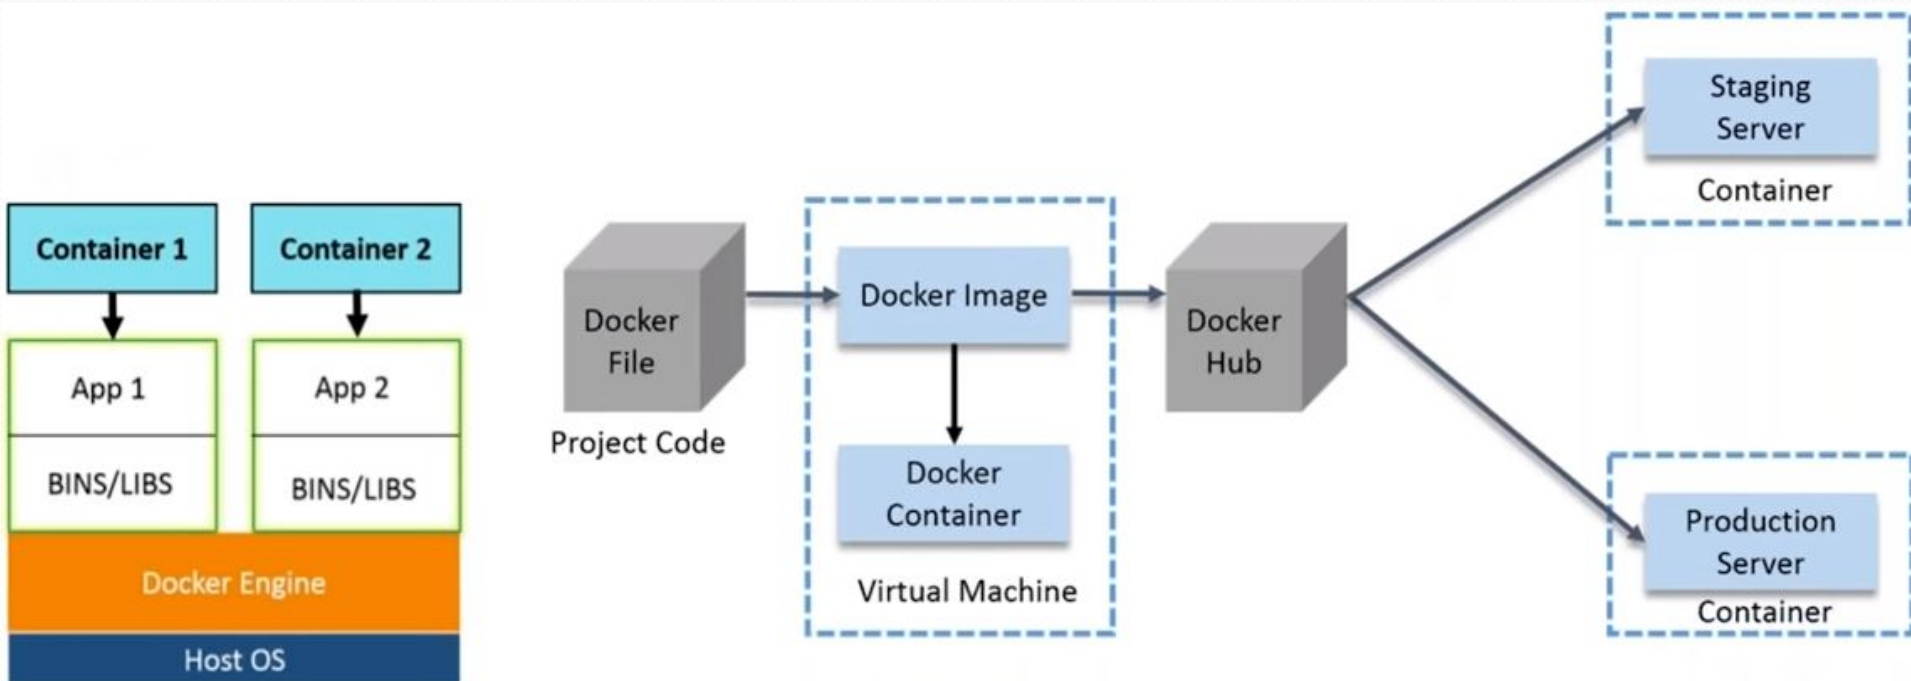 Container 1
Container 2
App 1
App 2
BINS/LIBS
BINS/LIBS
Docker Engine
Host OS
Docker
File
Project Code
Docker Image
Docker
Container
Virtual Machine
Docker
Hub
Staging
Server
Container
Production
Server
Container